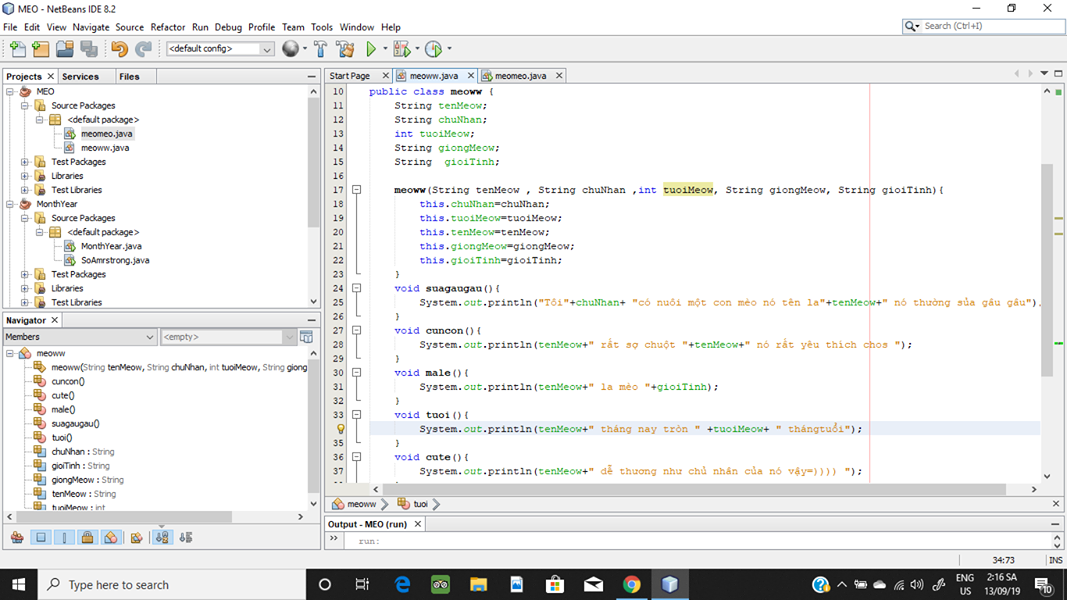 MEO - NetBeans IDE 8.2
File Edit View Navigate Source Refactor Run Debug Profile Team Tools Window Help
Search (Ctrl+I)
<default config>
Projects Services Files
Start Page meoww.java meomeo.java
MEO
Source Packages
<default package>
meomeo.java
meoww.java
Test Packages
Libraries
Test Libraries
MonthYear
Source Packages
<default package>
MonthYear.java
SoAmrstrong.java
Test Packages
Libraries
Test Libraries
Navigator
Members <empty>
meoww
meoww(String tenMeow, String chuNhan, int tuoiMeow, String giong
cuncon()
cute()
male()
suagaugau()
tuoi()
chuNhan : String
gioiTinh : String
giongMeow : String
tenMeow : String
tuoiMeow : int
10 public class meoww {
11 String tenMeow;
12 String chuNhan;
13 int tuoiMeow;
14 String giongMeow;
15 String gioiTinh;
16
17 meoww(String tenMeow , String chuNhan ,int tuoiMeow, String giongMeow, String gioiTinh){
18 this.chuNhan=chuNhan;
19 this.tuoiMeow=tuoiMeow;
20 this.tenMeow=tenMeow;
21 this.giongMeow=giongMeow;
22 this.gioiTinh=gioiTinh;
23 }
24 void suagaugau(){
25 System.out.println("Tôi"+chuNhan+ "có nuôi một con mèo nó tên la"+tenMeow+" nó thường sủa gâu gâu").
26 }
27 void cuncon(){
28 System.out.println(tenMeow+" rất sợ chuột "+tenMeow+" nó rất yêu thích chos ");
29 }
30 void male(){
31 System.out.println(tenMeow+" la mèo "+gioiTinh);
32 }
33 void tuoi(){
System.out.println(tenMeow+" tháng nay tròn " +tuoiMeow+ " thángtuổi");
35 }
36 void cute(){
37 System.out.println(tenMeow+" dễ thương như chủ nhân của nó vậy=)))) ");
meoww tuoi
Output - MEO (run)
run:
34:73 INS
Type here to search
ENG
US
2:16 SA
13/09/19
10